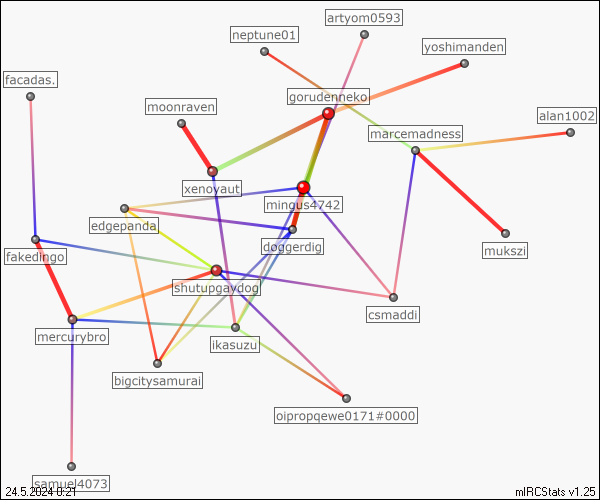 artyom0593
neptune01
yoshimanden
facadas.
gorudenneko
moonraven
alan1002
marcemadness
xenoyaut
mingus4742
edgepanda
doggerdig
mukszi
fakedingo
shutupgaydog
csmaddi
mercurybro
ikasuzu
bigcitysamurai
oipropqewe0171#0000
samuel4073
24.5.2024 0:21
mIRCStats v1.25